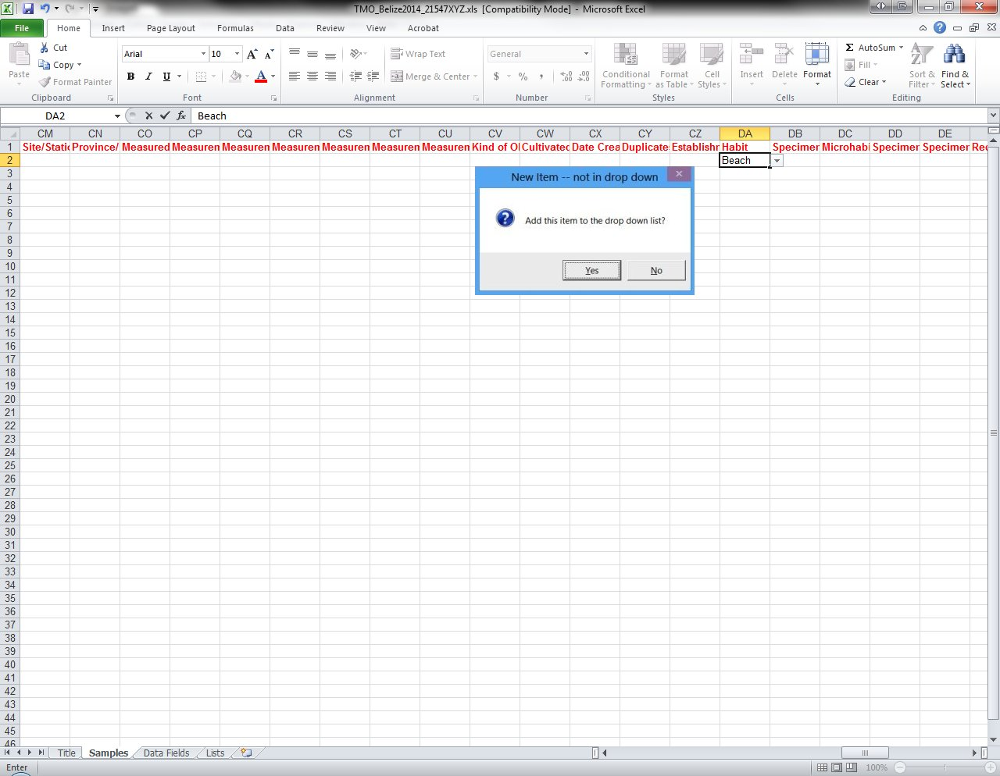 TMO_Belize2014_21547XYZ.xls [Compatibility Mode] - Microsoft Excel
File Home Insert Page Layout Formulas Data Review View Acrobat
Paste
Cut
Copy
Format Painter
Clipboard
Arial 10
B I U
Font
Wrap Text
Merge & Center
Alignment
General
$ % ,
Number
Conditional Formatting
Format as Table
Cell Styles
Styles
Insert Delete Format
Cells
Σ AutoSum
Fill
Clear
Sort & Filter
Find & Select
Editing
DA2 fx Beach
CM CN CO CP CQ CR CS CT CU CV CW CX CY CZ DA DB DC DD DE
1 Site/Static Province/ Measured Measuren Measuren Measuren Measuren Measuren Measuren Kind of Ol Cultivated Date Crea Duplicate Establishr Habit Specimer Microhabi Specimer Specimer Rec
2 Beach
3
4
5
6
7
8
9
10
11
12
13
14
15
16
17
18
19
20
21
22
23
24
25
26
27
28
29
30
31
32
33
34
35
36
37
38
39
40
41
42
43
44
45
46
New Item -- not in drop down
Add this item to the drop down list?
Yes No
Title Samples Data Fields Lists
Enter 100%